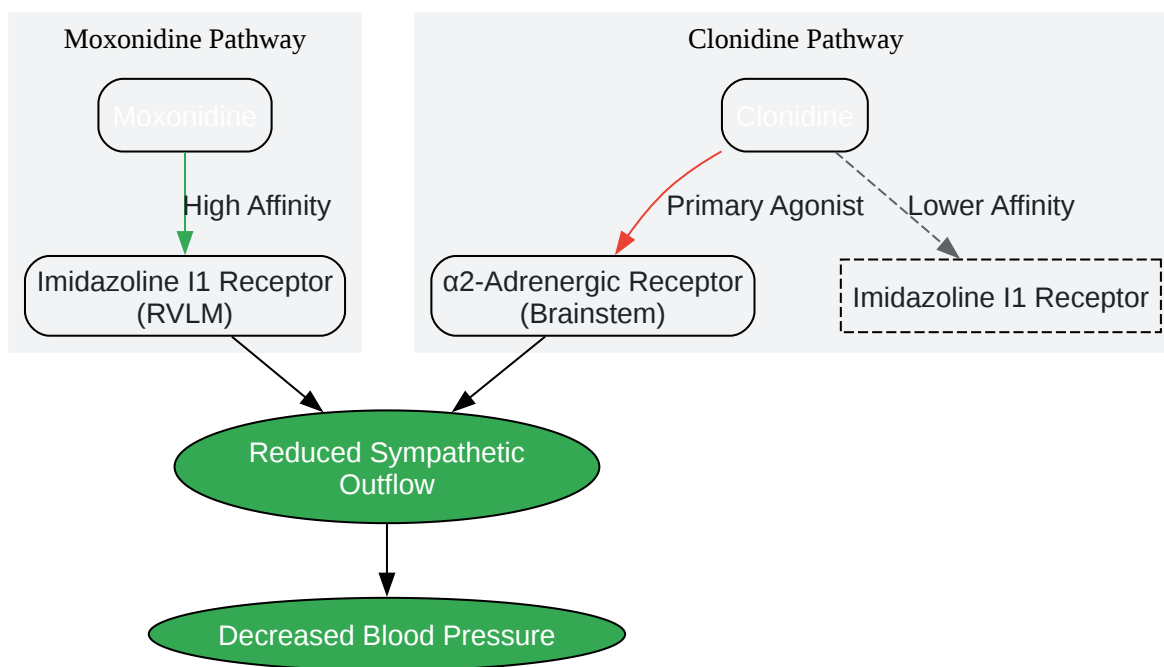 Moxonidine Pathway
Clonidine Pathway
Moxonidine
Clonidine
High Affinity
Primary Agonist
Lower Affinity
Imidazoline I1 Receptor
(RVLM)
α2-Adrenergic Receptor
(Brainstem)
Imidazoline I1 Receptor
Reduced Sympathetic
Outflow
Decreased Blood Pressure